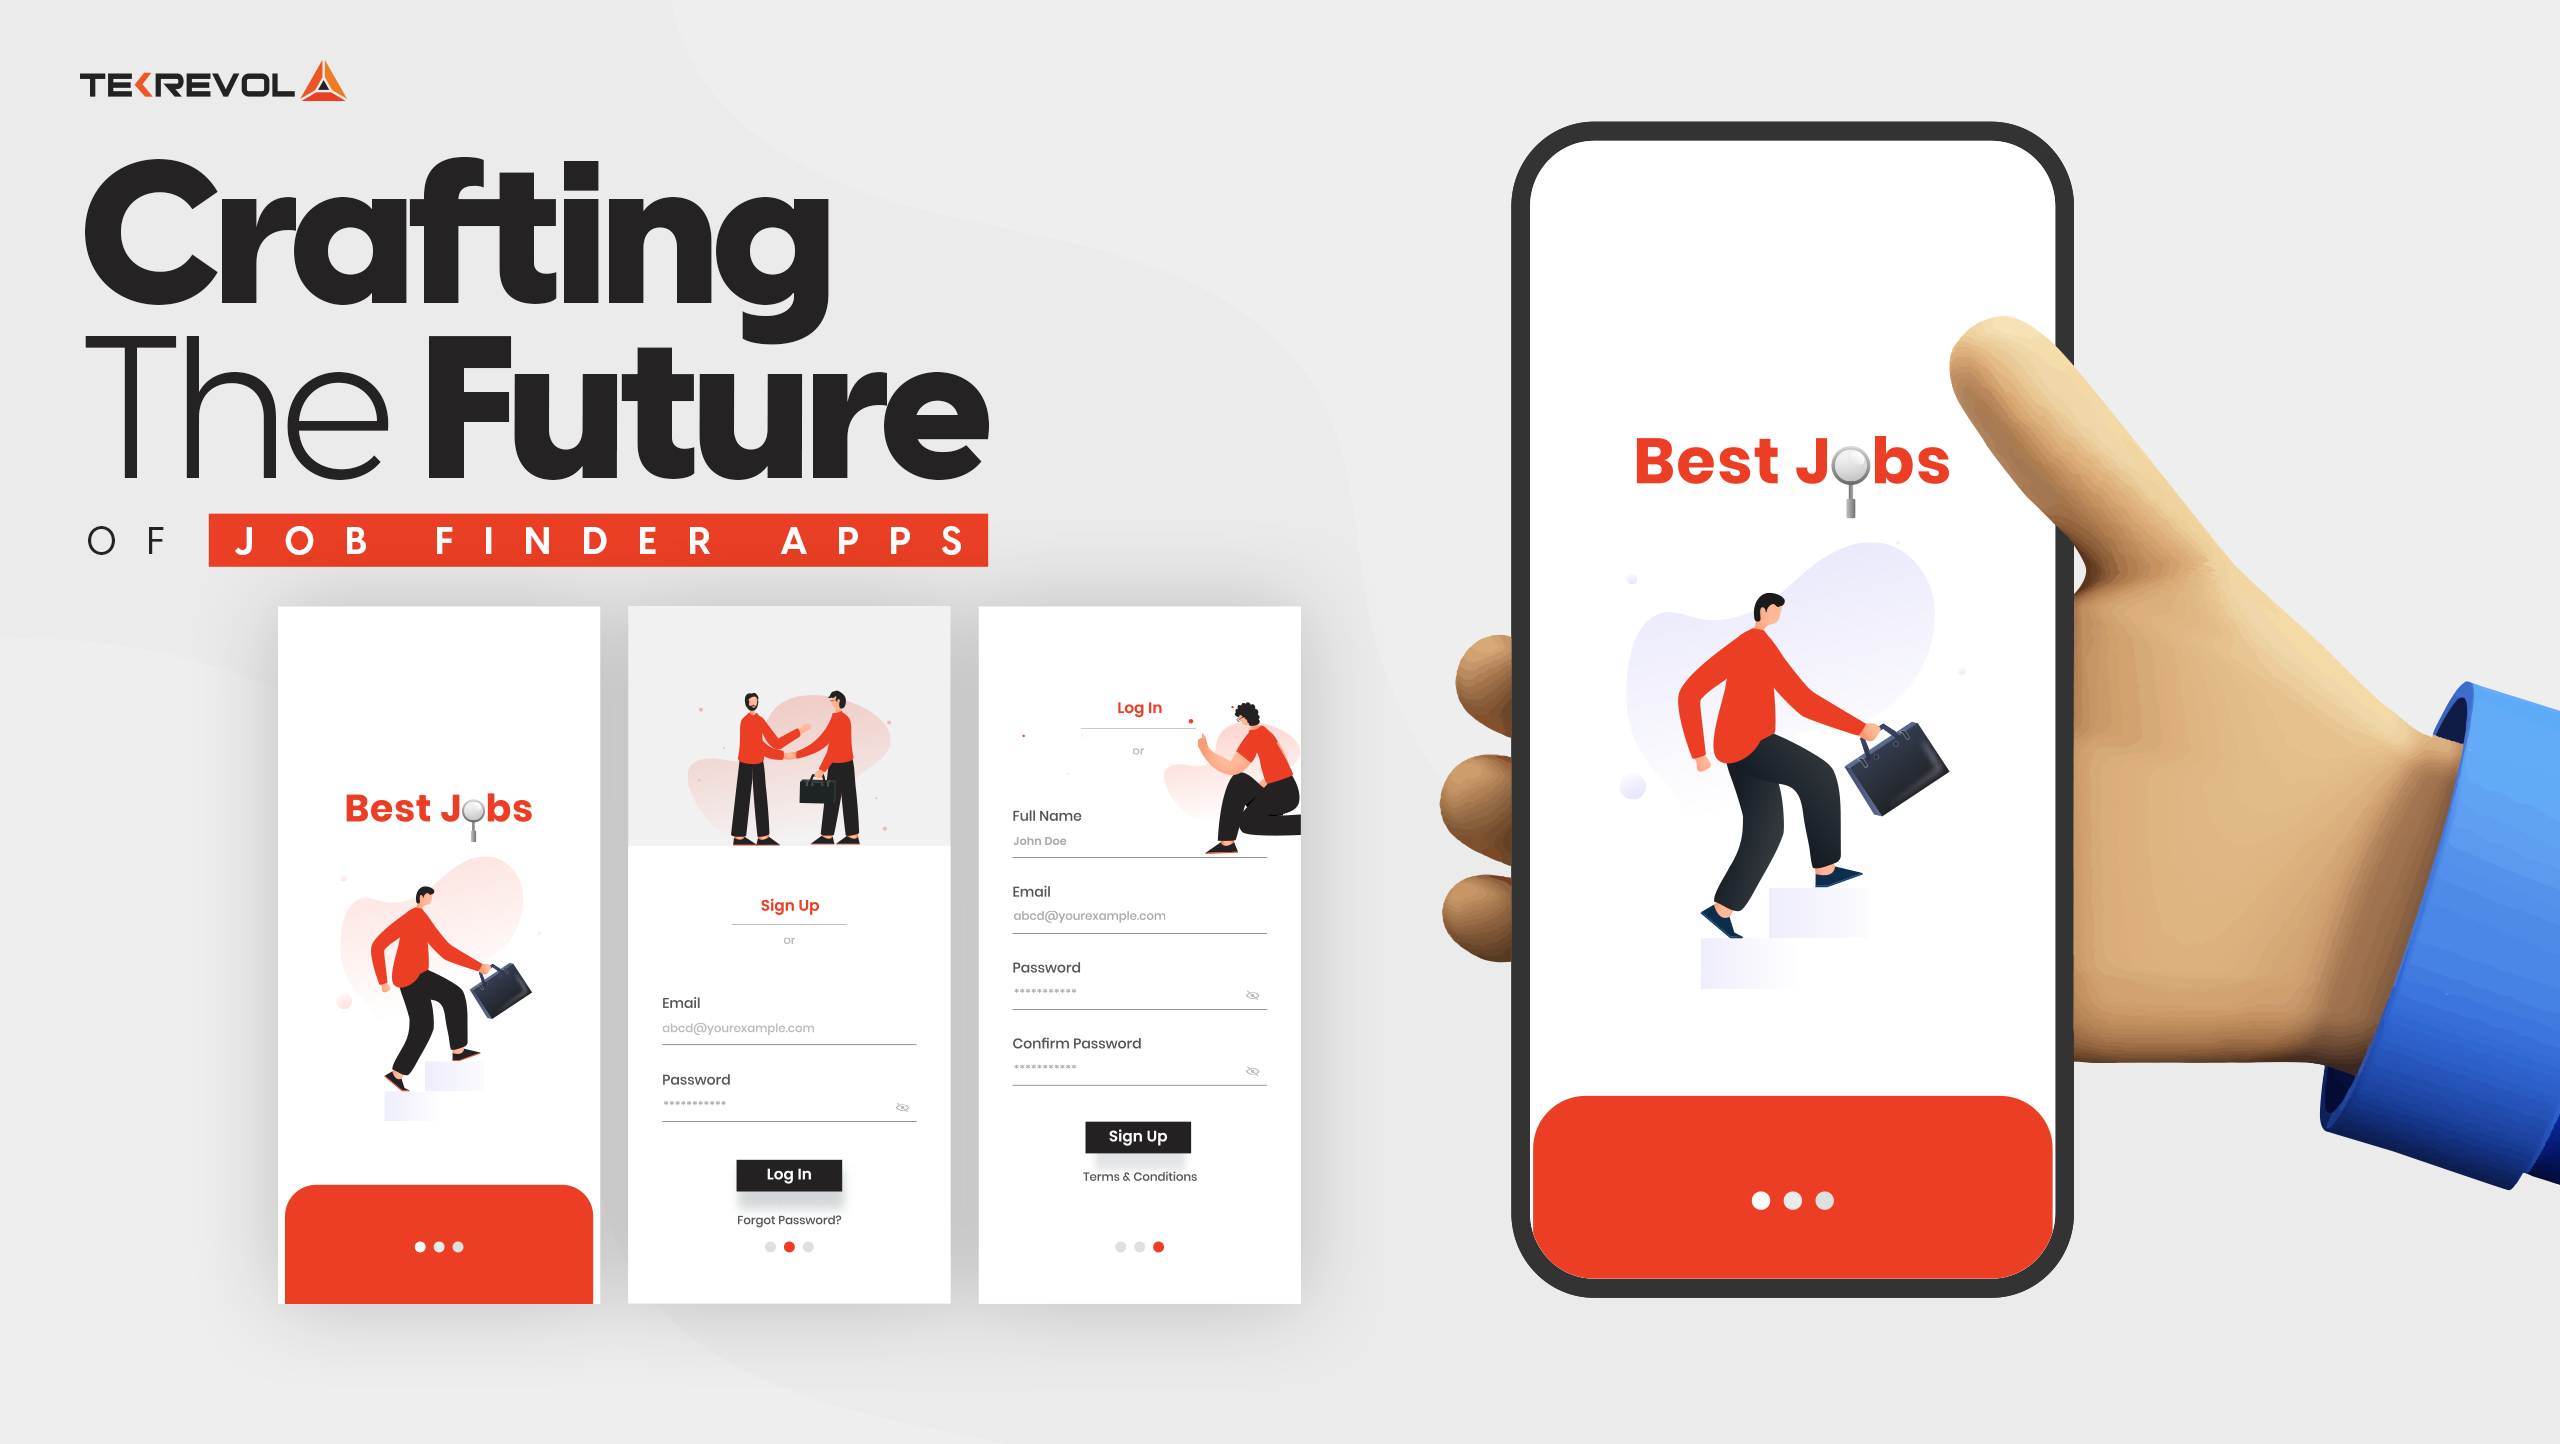 TEKREVOL
Crafting
The Future
OF JOB FINDER APPS
Best Jobs
Sign Up
or
Email
abcd@yourexample.com
Password
***********
Log In
Forgot Password?
Log In
or
Full Name
John Doe
Email
abcd@yourexample.com
Password
***********
Confirm Password
***********
Sign Up
Terms & Conditions
Best Jobs